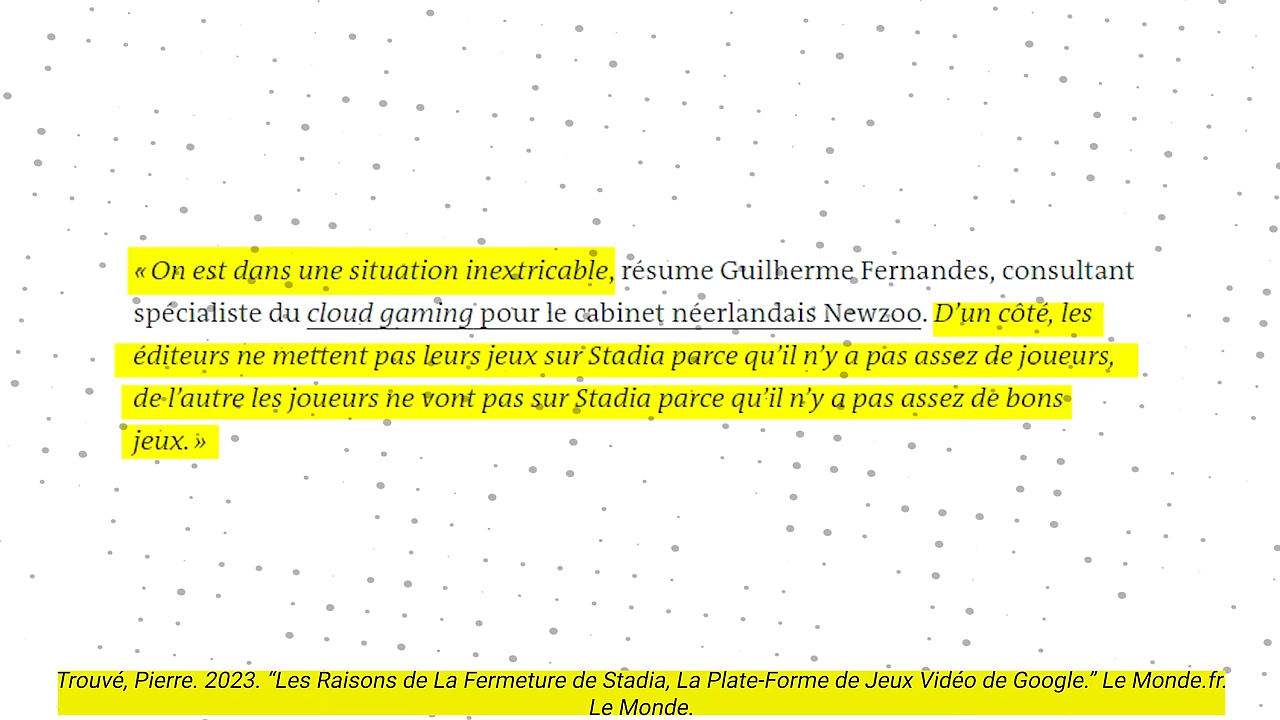 « On est dans une situation inextricable, résume Guilherme Fernandes, consultant
spécialiste du cloud gaming pour le cabinet néerlandais Newzoo. D’un côté, les
éditeurs ne mettent pas leurs jeux sur Stadia parce qu’il n’y a pas assez de joueurs,
de l’autre les joueurs ne vont pas sur Stadia parce qu’il n’y a pas assez de bons
jeux. »
Trouvé, Pierre. 2023. “Les Raisons de La Fermeture de Stadia, La Plate-Forme de Jeux Vidéo de Google.” Le Monde.fr.
Le Monde.